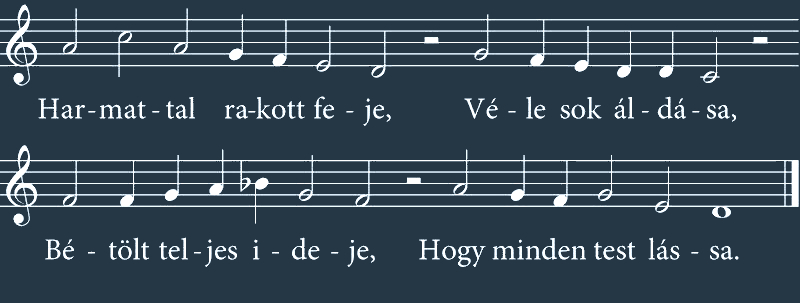 Har-mat-tal ra-kott fe - je, Vé - le sok ál-dá-sa,
Bé - tölt tel-jes i - de - je, Hogy minden test lás - sa.